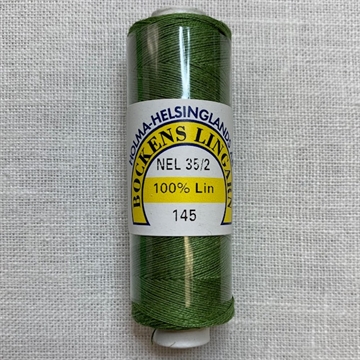 HOLMA-HELSINGLANDS
BOCKENS LINGARN
NEL 35/2
100% Lin
145